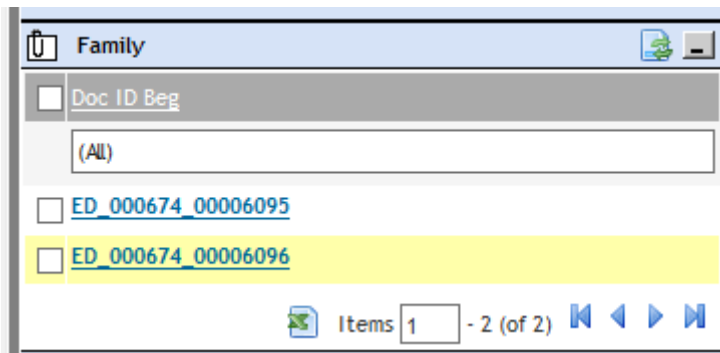 Family
Doc ID Beg
(All)
ED_000674_00006095
ED_000674_00006096
Items 1 - 2 (of 2)